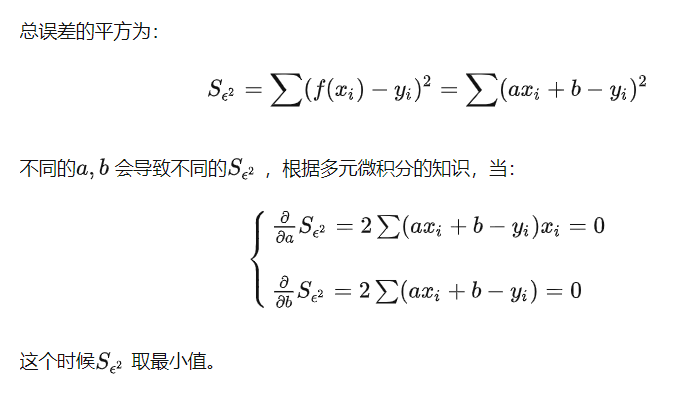 总误差的平方为：
$S_{\epsilon^2} = \sum (f(x_i) - y_i)^2 = \sum (ax_i + b - y_i)^2$
不同的$a, b$ 会导致不同的$S_{\epsilon^2}$ ，根据多元微积分的知识，当：
$\begin{cases} \frac{\partial}{\partial a} S_{\epsilon^2} = 2 \sum (ax_i + b - y_i)x_i = 0 \\ \frac{\partial}{\partial b} S_{\epsilon^2} = 2 \sum (ax_i + b - y_i) = 0 \end{cases}$
这个时候$S_{\epsilon^2}$ 取最小值。